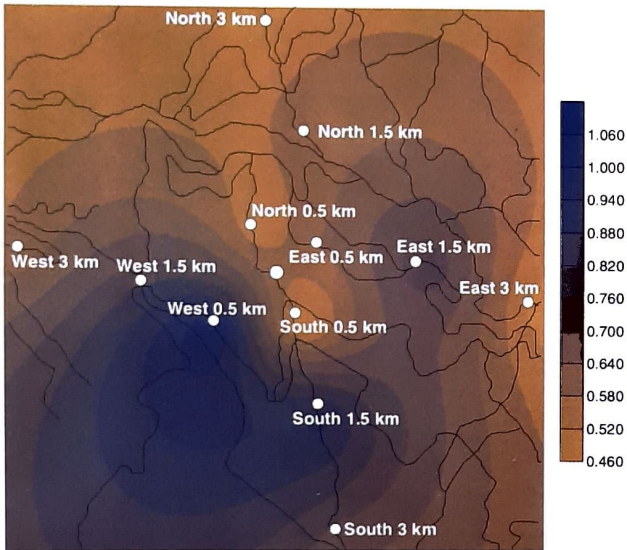 North 3 km
North 1.5 km
North 0.5 km
East 0.5 km
East 1.5 km
West 3 km
West 1.5 km
East 3 km
West 0.5 km
South 0.5 km
South 1.5 km
South 3 km
1.060
1.000
0.940
0.880
0.820
0.760
0.700
0.640
0.580
0.520
0.460